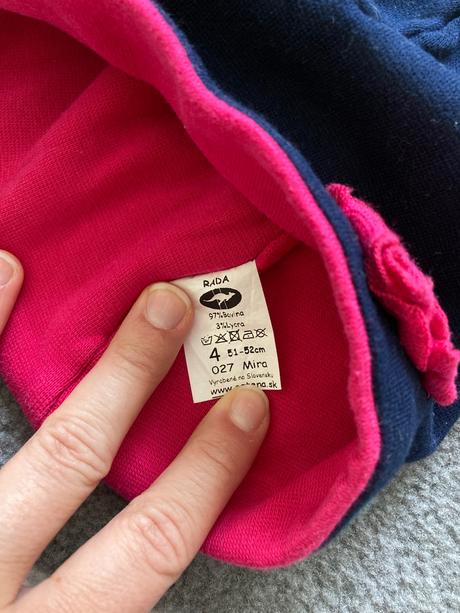 RADA
97%Bavlna
3%Lycra
4 51-52cm
027 Mira
Vyrobené na Slovensku